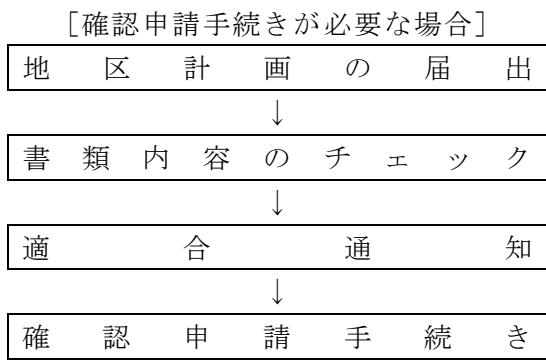 ［確認申請手続きが必要な場合］
地区計画の届出
↓
書類内容のチェック
↓
適合通知
↓
確認申請手続き